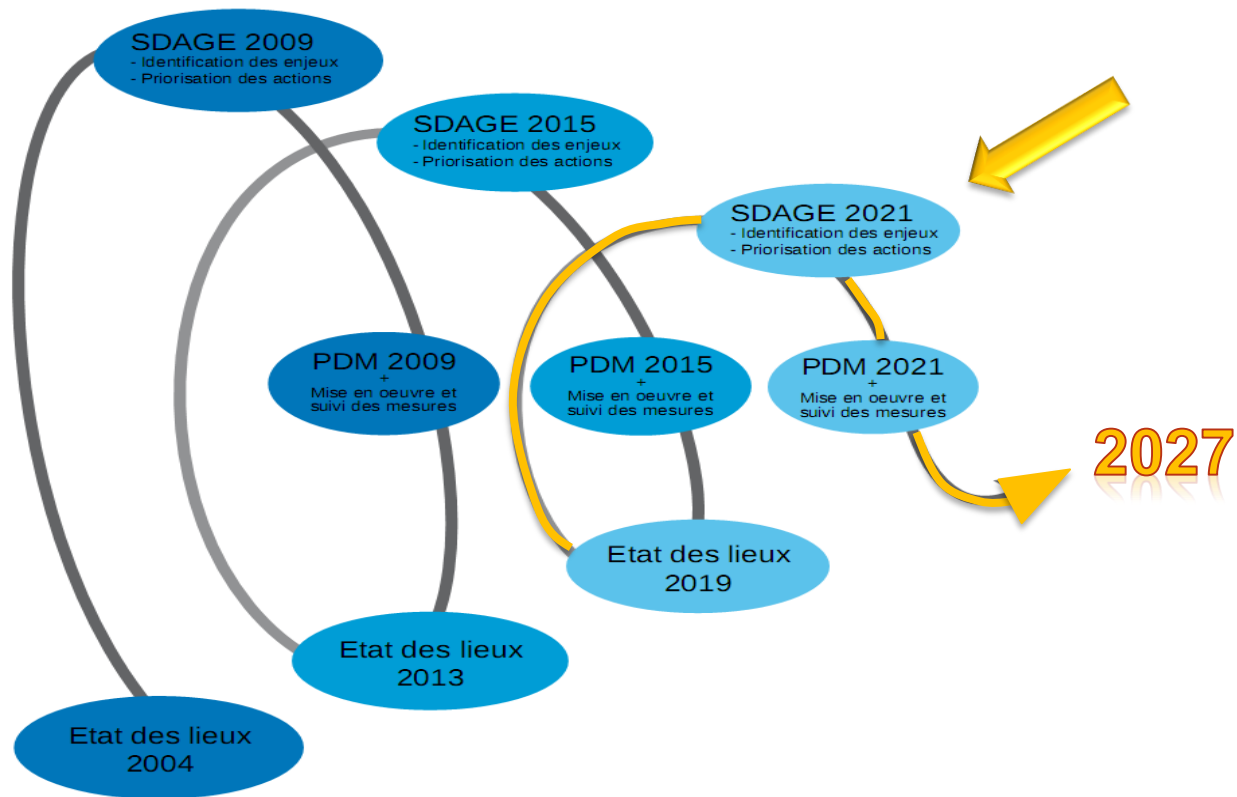 SDAGE 2009
- Identification des enjeux
- Priorisation des actions
SDAGE 2015
- Identification des enjeux
- Priorisation des actions
SDAGE 2021
- Identification des enjeux
- Priorisation des actions
PDM 2009
+
Mise en oeuvre et
suivi des mesures
PDM 2015
+
Mise en oeuvre et
suivi des mesures
PDM 2021
+
Mise en oeuvre et
suivi des mesures
2027
Etat des lieux
2019
Etat des lieux
2013
Etat des lieux
2004